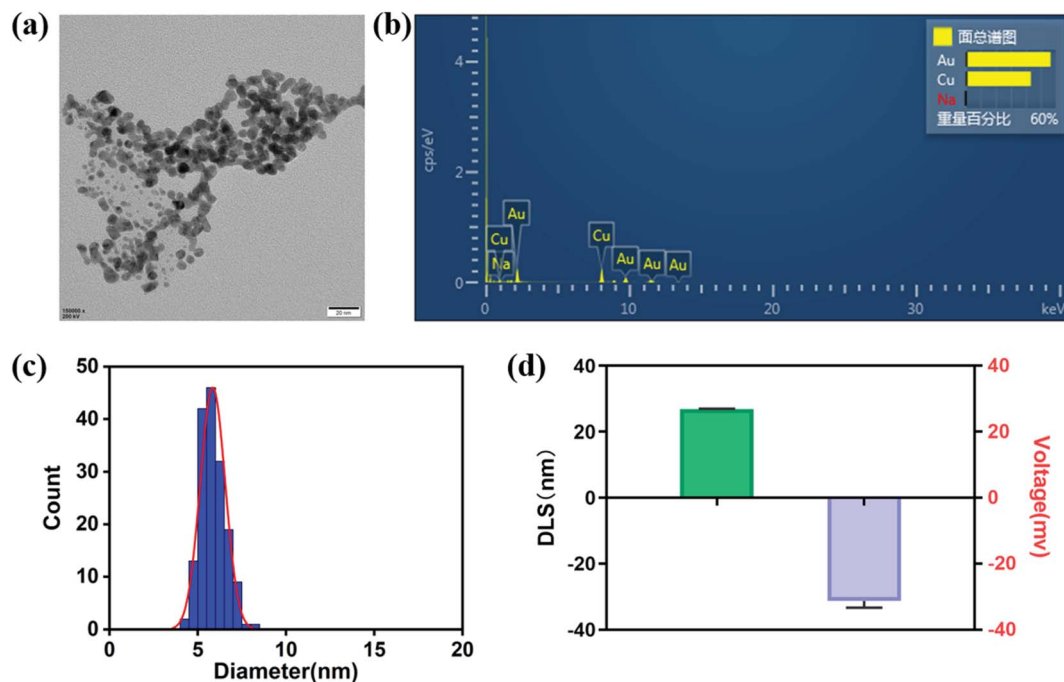 (a)
150000 x
200 kV
20 nm
(b)
cps/eV
4
2
0
面总谱图
Au
Cu
Na
重量百分比 60%
Au
Cu
Na
Cu
Au
Au
Au
0 10 20 30 keV
(c)
Count
50
40
30
20
10
0
0 5 10 15 20
Diameter(nm)
(d)
DLS(nm)
40
20
0
-20
-40
40
20
0
-20
-40
Voltage(mv)